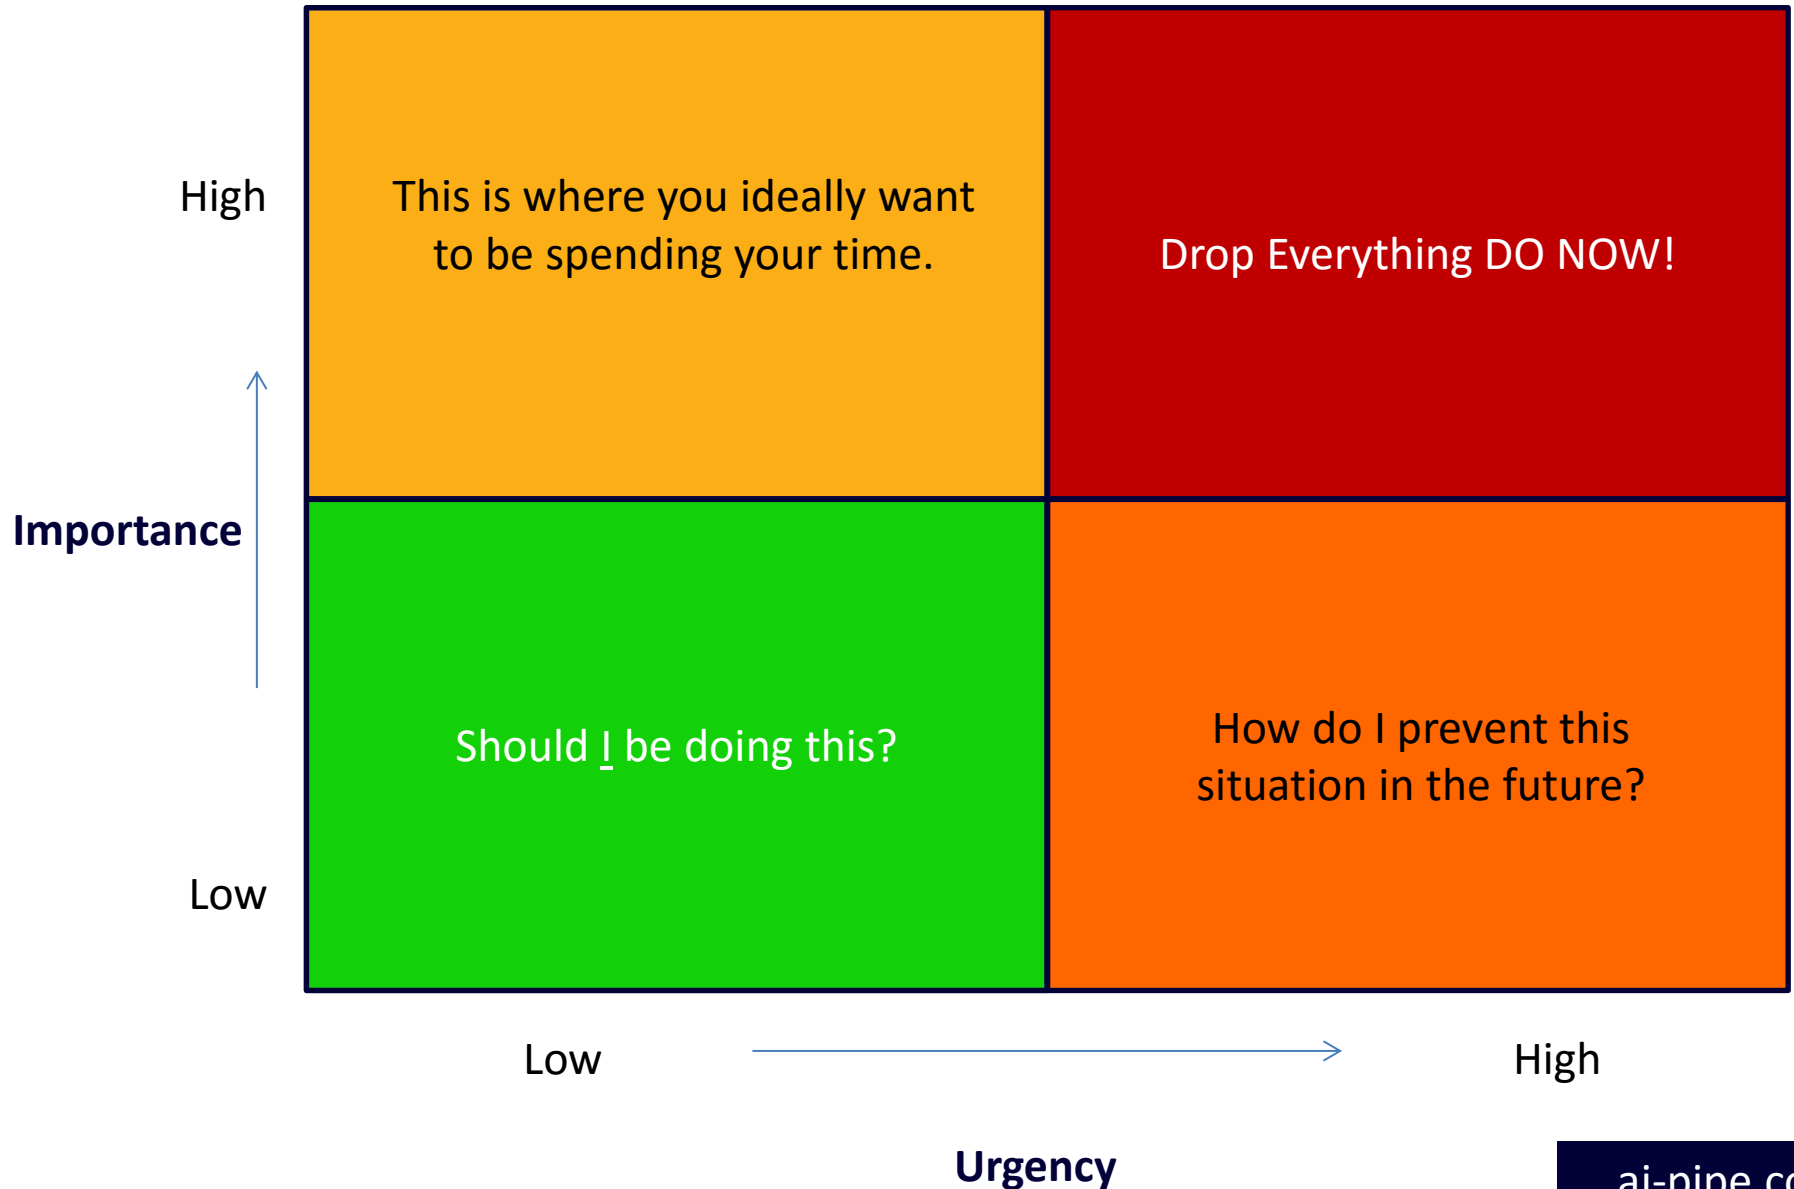 High
This is where you ideally want
to be spending your time.
Drop Everything DO NOW!
Importance
Should I be doing this?
How do I prevent this
situation in the future?
Low
Low
High
Urgency